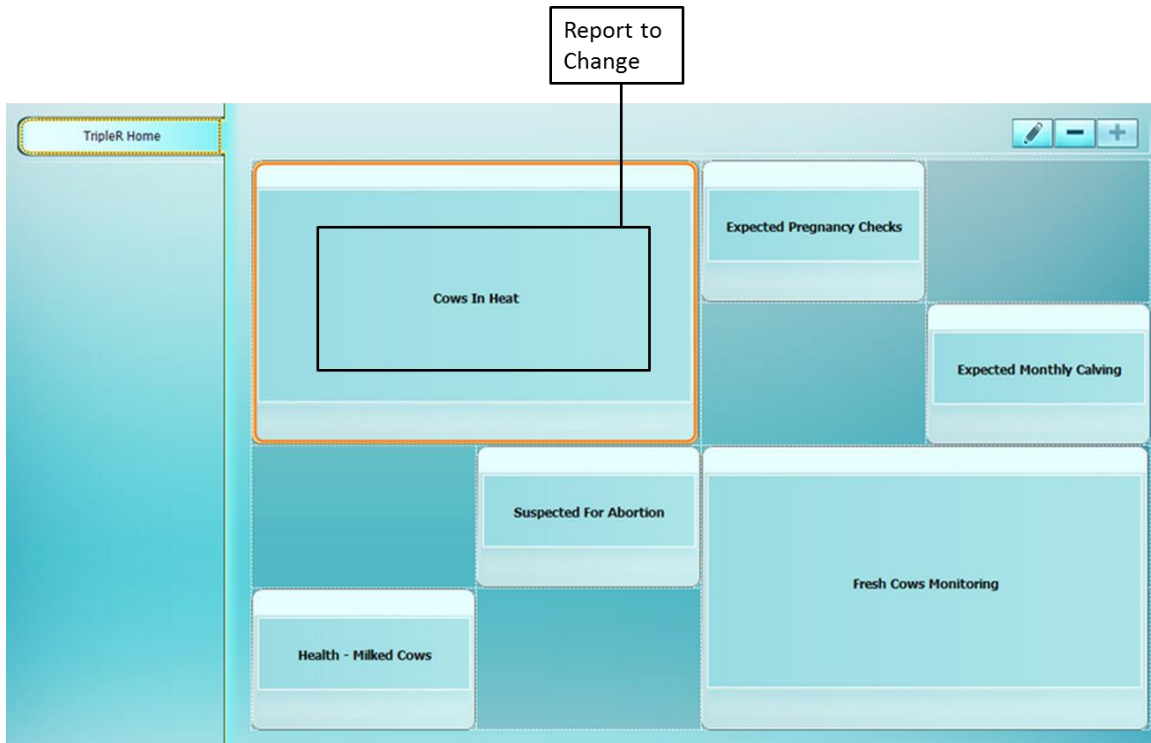 Report to
Change
TripleR Home
Expected Pregnancy Checks
Cows In Heat
Expected Monthly Calving
Suspected For Abortion
Fresh Cows Monitoring
Health - Milked Cows